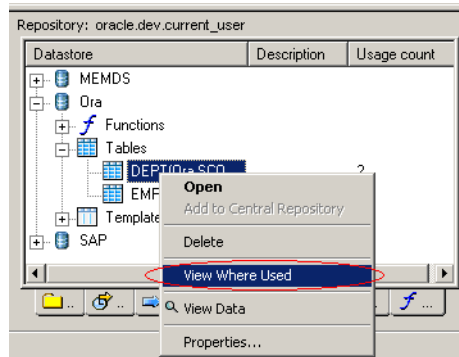 Repository: oracle.dev.current_user
Datastore Description Usage count
MEMDS
Ora
Functions
Tables
DEPT(Ora.SCO... 2
EMP
Template
SAP
Open
Add to Central Repository
Delete
View Where Used
View Data
Properties...